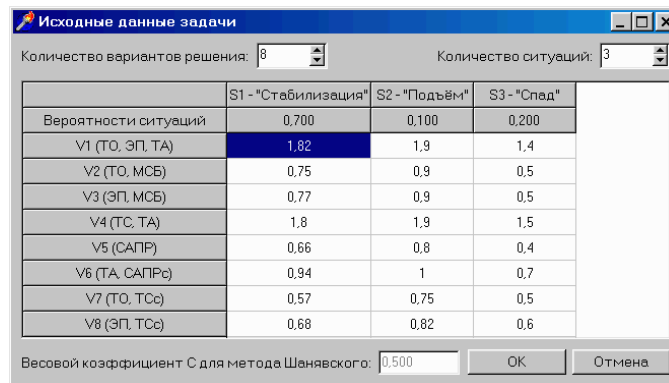 Исходные данные задачи
Количество вариантов решения: 8 Количество ситуаций: 3
S1 - "Стабилизация" S2 - "Подъём" S3 - "Спад"
Вероятности ситуаций 0,700 0,100 0,200
V1 (ТО, ЭП, ТА) 1,82 1,9 1,4
V2 (ТО, МСБ) 0,75 0,9 0,5
V3 (ЭП, МСБ) 0,77 0,9 0,5
V4 (ТС, ТА) 1,8 1,9 1,5
V5 (САПР) 0,66 0,8 0,4
V6 (ТА, САПРс) 0,94 1 0,7
V7 (ТО, ТСс) 0,57 0,75 0,5
V8 (ЭП, ТСс) 0,68 0,82 0,6
Весовой коэффициент С для метода Шанявского: 0,500 OK Отмена